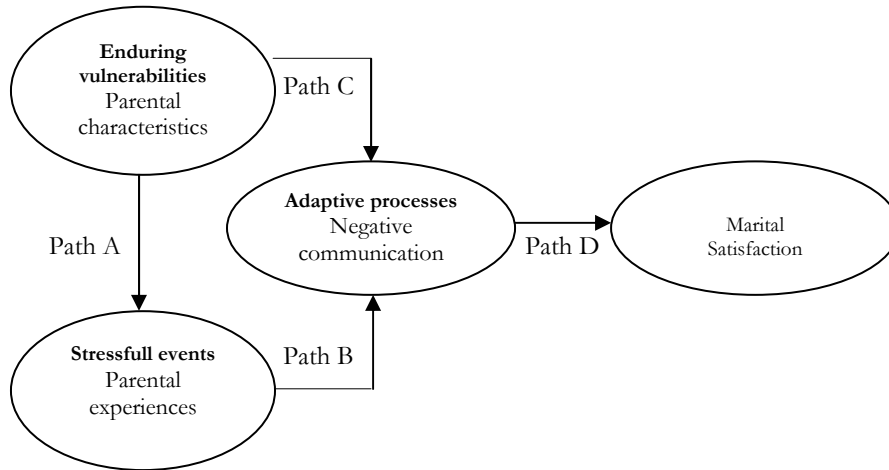 Enduring
vulnerabilities
Parental
characteristics
Path C
Path A
Adaptive processes
Negative
communication
Path D
Marital
Satisfaction
Stressfull events
Parental
experiences
Path B